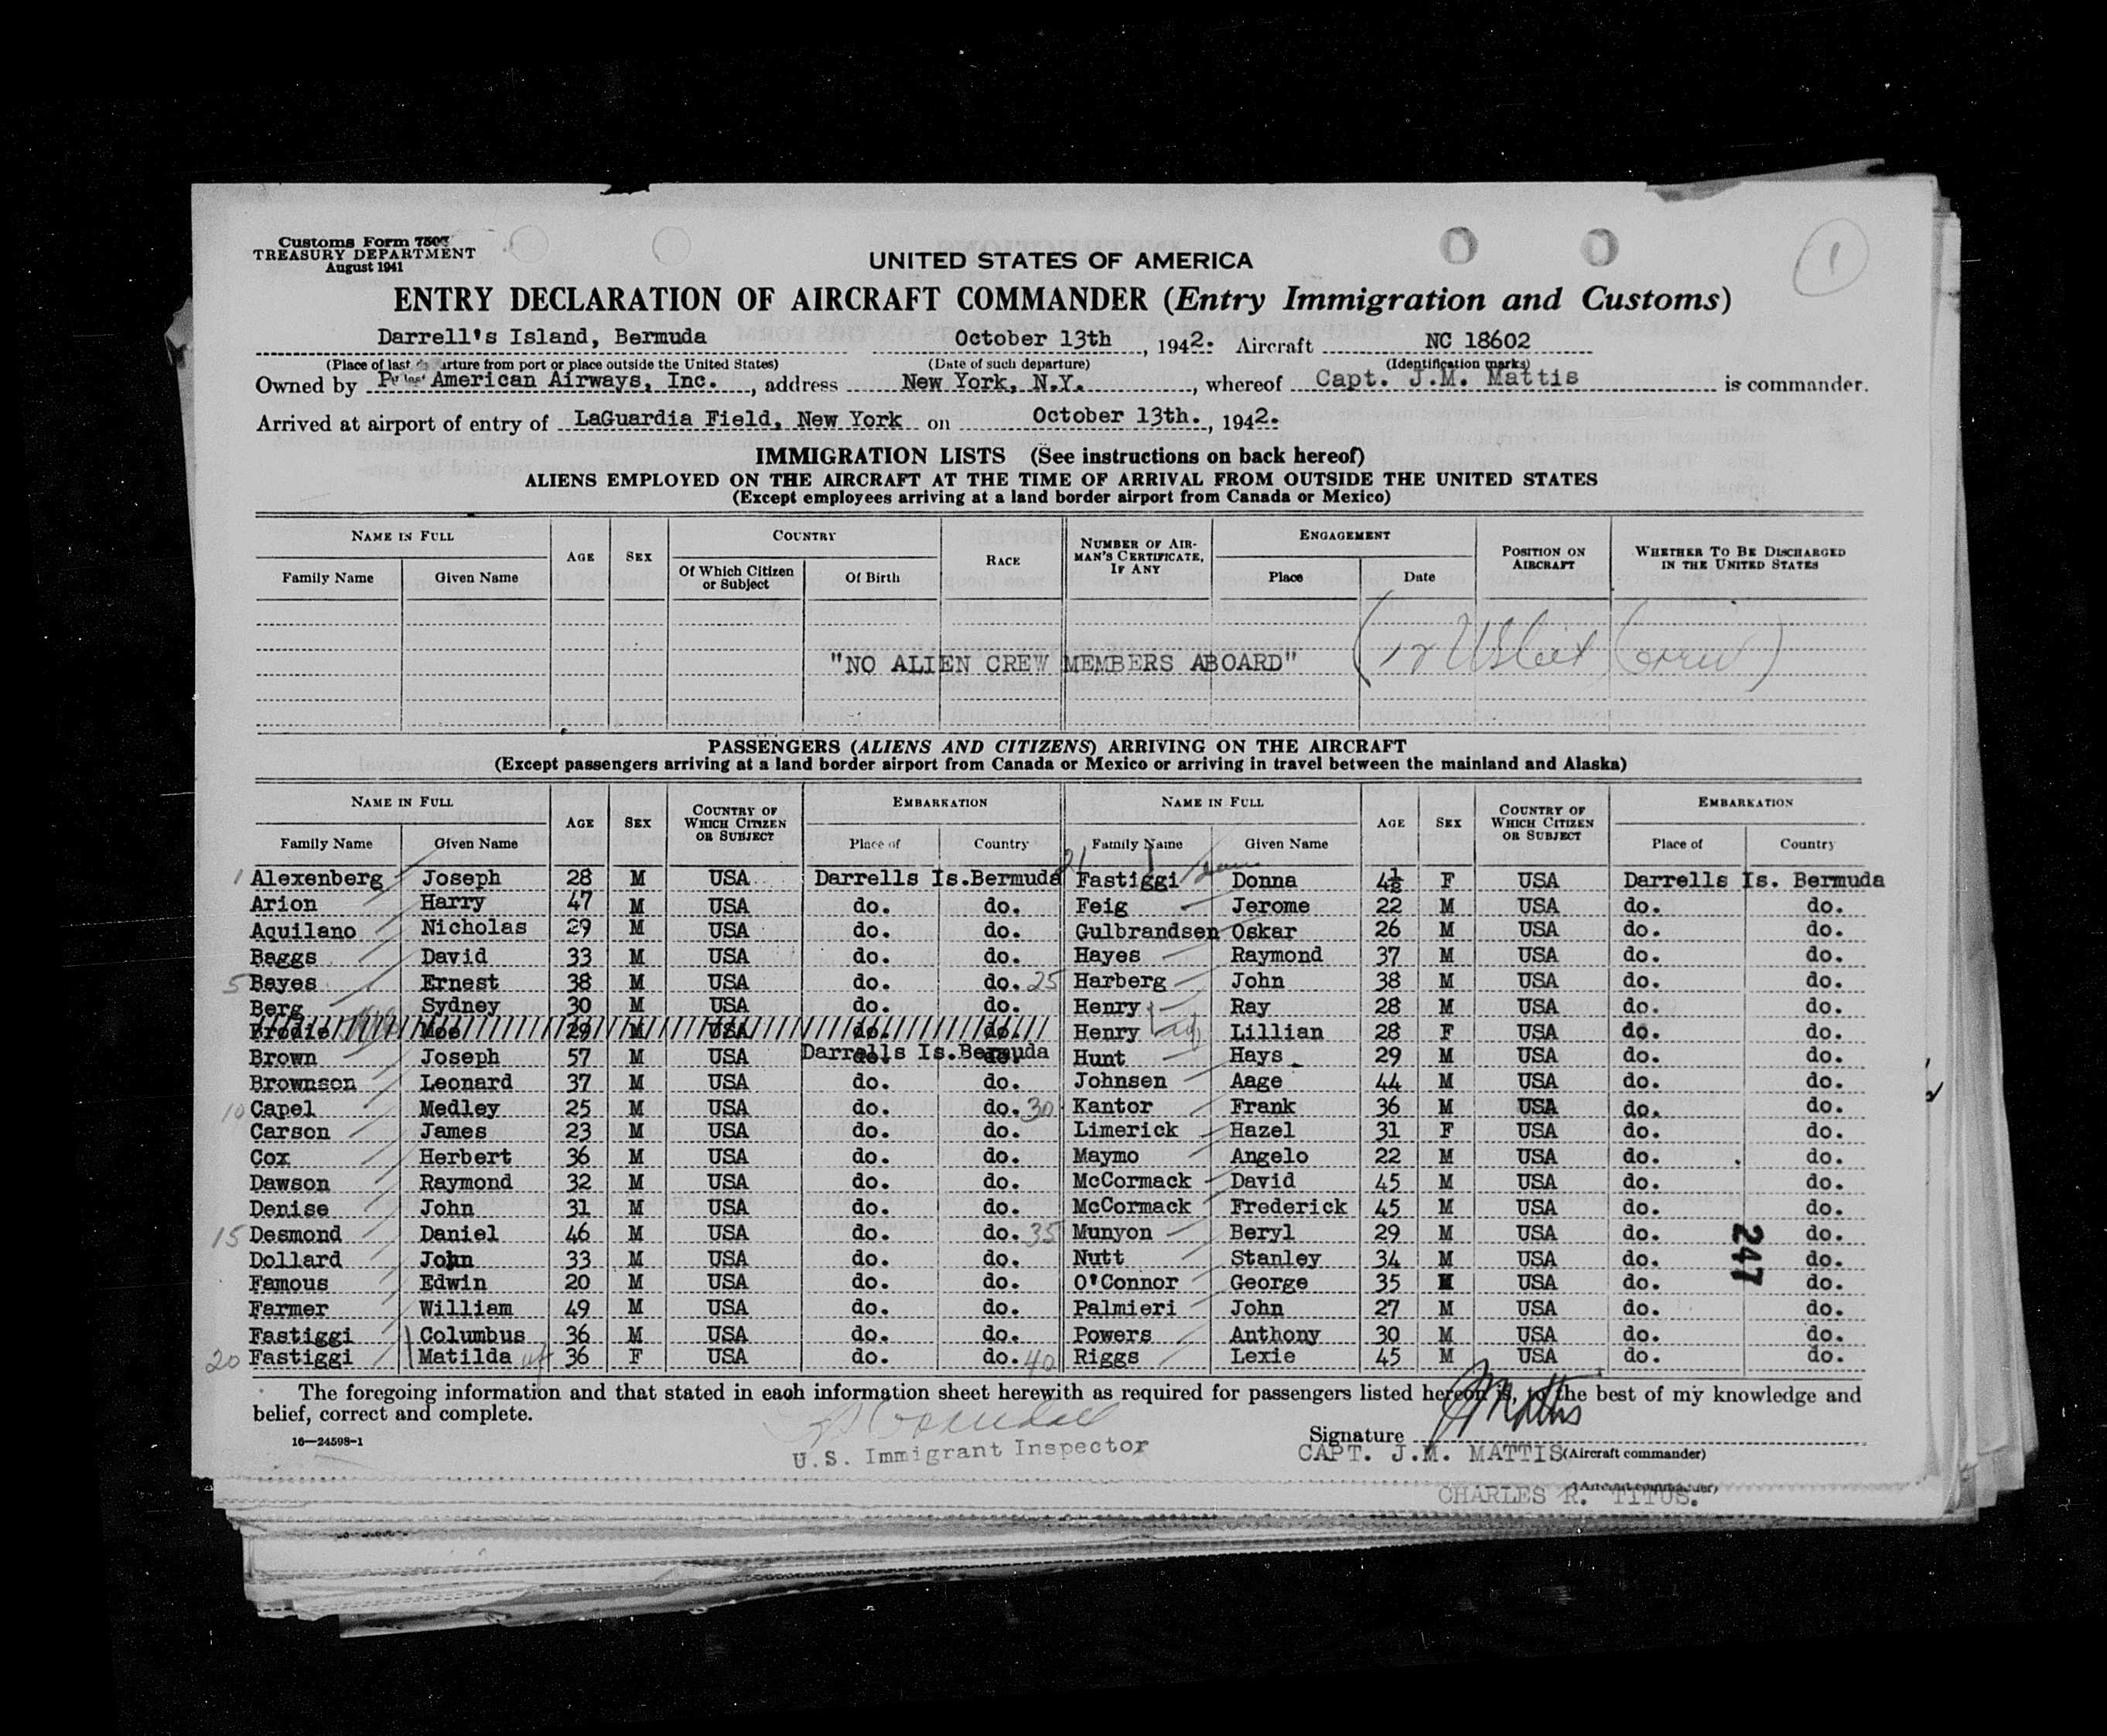 Customs Form 7507
TREASURY DEPARTMENT
August 1941
1
UNITED STATES OF AMERICA
ENTRY DECLARATION OF AIRCRAFT COMMANDER (Entry Immigration and Customs)
Darrell's Island, Bermuda October 13th, 1942. Aircraft NC 18602
(Place of last arture from port or place outside the United States) (Date of such departure) (Identification marks)
Owned by American Airways, Inc., address New York, N.Y., whereof Capt. J.M. Mattis is commander.
Arrived at airport of entry of LaGuardia Field, New York on October 13th., 1942.
IMMIGRATION LISTS (See instructions on back hereof)
ALIENS EMPLOYED ON THE AIRCRAFT AT THE TIME OF ARRIVAL FROM OUTSIDE THE UNITED STATES
(Except employees arriving at a land border airport from Canada or Mexico)
NAME IN FULL AGE SEX COUNTRY RACE NUMBER OF AIRMAN'S CERTIFICATE, IF ANY ENGAGEMENT POSITION ON AIRCRAFT WHETHER TO BE DISCHARGED IN THE UNITED STATES
Family Name Given Name Of Which Citizen or Subject Of Birth Place Date
"NO ALIEN CREW MEMBERS ABOARD"
PASSENGERS (ALIENS AND CITIZENS) ARRIVING ON THE AIRCRAFT
(Except passengers arriving at a land border airport from Canada or Mexico or arriving in travel between the mainland and Alaska)
NAME IN FULL AGE SEX COUNTRY OF WHICH CITIZEN OR SUBJECT EMBARKATION NAME IN FULL AGE SEX COUNTRY OF WHICH CITIZEN OR SUBJECT EMBARKATION
Family Name Given Name Place of Country Family Name Given Name Place of Country
1 Alexenberg Joseph 28 M USA Darrells Is. Bermuda 21 Fastiggi Donna 4½ F USA Darrells Is. Bermuda
Arion Harry 47 M USA do. do. Feig Jerome 22 M USA do. do.
Aquilano Nicholas 29 M USA do. do. Gulbrandsen Oskar 26 M USA do. do.
Baggs David 33 M USA do. do. Hayes Raymond 37 M USA do. do.
5 Bayes Ernest 38 M USA do. do. 25 Harberg John 38 M USA do. do.
Berg Sydney 30 M USA do. do. Henry Ray 28 M USA do. do.
Brodie Moe 29 M USA do. do. Henry Lillian 28 F USA do. do.
Brown Joseph 57 M USA Darrells Is. Bermuda Hunt Hays 29 M USA do. do.
Brownson Leonard 37 M USA do. do. Johnsen Aage 44 M USA do. do.
10 Capel Medley 25 M USA do. do. 30 Kantor Frank 36 M USA do. do.
Carson James 23 M USA do. do. Limerick Hazel 31 F USA do. do.
Cox Herbert 36 M USA do. do. Maymo Angelo 22 M USA do. do.
Dawson Raymond 32 M USA do. do. McCormack David 45 M USA do. do.
Denise John 31 M USA do. do. McCormack Frederick 45 M USA do. do.
15 Desmond Daniel 46 M USA do. do. 35 Munyon Beryl 29 M USA do. do.
Dollard John 33 M USA do. do. Nutt Stanley 34 M USA do. do.
Famous Edwin 20 M USA do. do. O'Connor George 35 M USA do. do.
Farmer William 49 M USA do. do. Palmieri John 27 M USA do. do.
Fastiggi Columbus 36 M USA do. do. Powers Anthony 30 M USA do. do.
20 Fastiggi Matilda wf 36 F USA do. do. 40 Riggs Lexie 45 M USA do. do.
247
The foregoing information and that stated in each information sheet herewith as required for passengers listed hereon is, to the best of my knowledge and
belief, correct and complete.
16—24598-1
U.S. Immigrant Inspector
Signature JM Mattis
CAPT. J.M. MATTIS (Aircraft commander)
(Aircraft commander)
CHARLES R. TITUS.